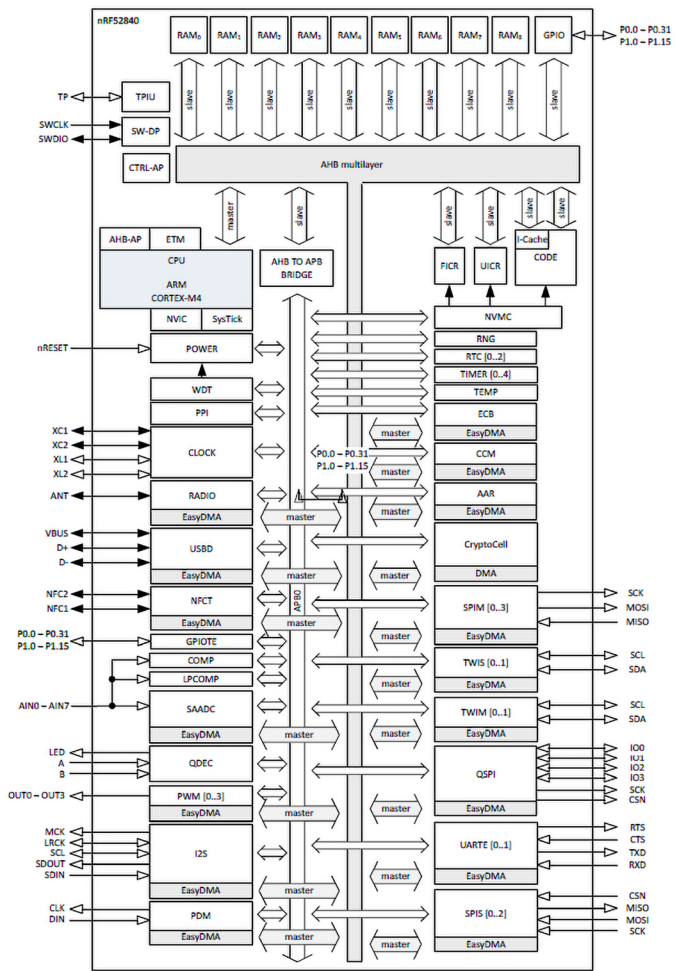 nRF52840
RAM0 RAM1 RAM2 RAM3 RAM4 RAM5 RAM6 RAM7 RAM8 GPIO
P0.0 – P0.31
P1.0 – P1.15
slave slave slave slave slave slave slave slave slave slave
TP
TPIU
SWCLK
SWDIO
SW-DP
CTRL-AP
AHB multilayer
master
slave
slave
slave
slave
slave
AHB-AP
ETM
CPU
ARM
CORTEX-M4
NVIC
SysTick
AHB TO APB
BRIDGE
FICR
UICR
I-Cache
CODE
NVMC
nRESET
POWER
RNG
RTC [0..2]
TIMER [0..4]
WDT
TEMP
PPI
ECB
EasyDMA
master
XC1
XC2
XL1
XL2
CLOCK
P0.0 – P0.31
P1.0 – P1.15
CCM
EasyDMA
master
ANT
RADIO
EasyDMA
master
AAR
EasyDMA
master
VBUS
D+
D-
USBD
EasyDMA
master
CryptoCell
DMA
master
NFC2
NFC1
NFCT
EasyDMA
master
APB0
SPIM [0..3]
EasyDMA
master
SCK
MOSI
MISO
P0.0 – P0.31
P1.0 – P1.15
GPIOTE
COMP
LPCOMP
TWIS [0..1]
EasyDMA
master
SCL
SDA
AIN0 – AIN7
SAADC
EasyDMA
master
TWIM [0..1]
EasyDMA
master
SCL
SDA
LED
A
B
QDEC
QSPI
EasyDMA
master
IO0
IO1
IO2
IO3
SCK
CSN
OUT0 – OUT3
PWM [0..3]
EasyDMA
master
MCK
LRCK
SCL
SDOUT
SDIN
I2S
EasyDMA
master
UARTE [0..1]
EasyDMA
master
RTS
CTS
TXD
RXD
CLK
DIN
PDM
EasyDMA
master
SPIS [0..2]
EasyDMA
master
CSN
MISO
MOSI
SCK